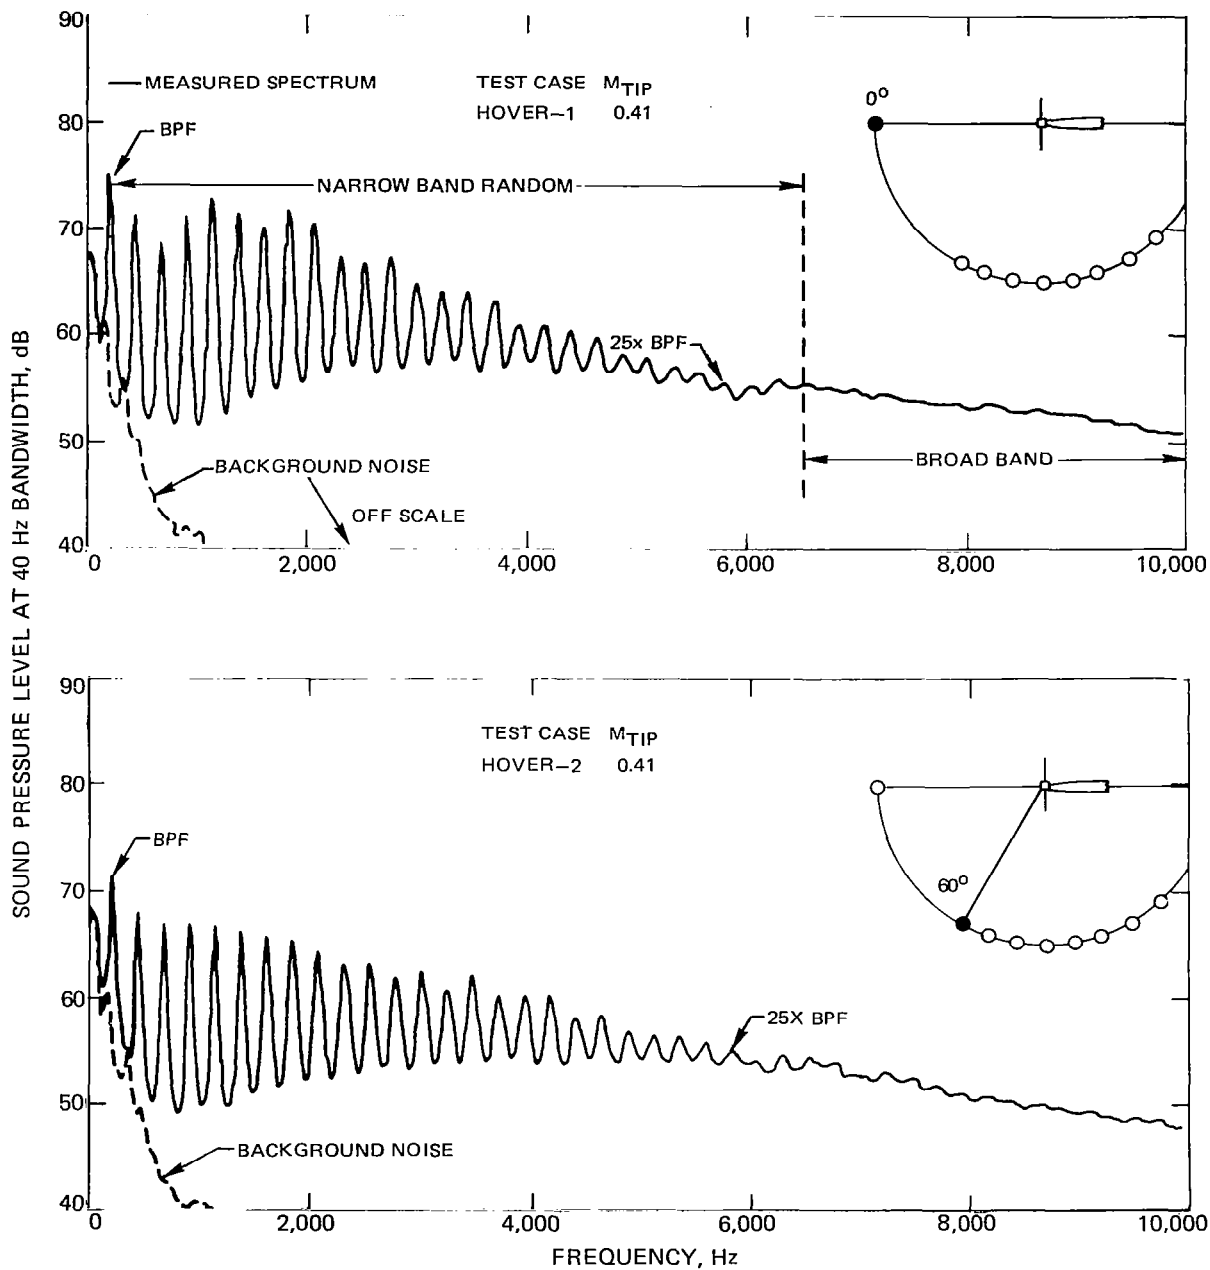 SOUND PRESSURE LEVEL AT 40 Hz BANDWIDTH, dB
90
80
70
60
50
40
MEASURED SPECTRUM
TEST CASE MTIP
HOVER–1 0.41
BPF
NARROW BAND RANDOM
0°
25x BPF
BACKGROUND NOISE
OFF SCALE
BROAD BAND
0 2,000 4,000 6,000 8,000 10,000
90
80
70
60
50
40
TEST CASE MTIP
HOVER–2 0.41
BPF
60°
25X BPF
BACKGROUND NOISE
0 2,000 4,000 6,000 8,000 10,000
FREQUENCY, Hz